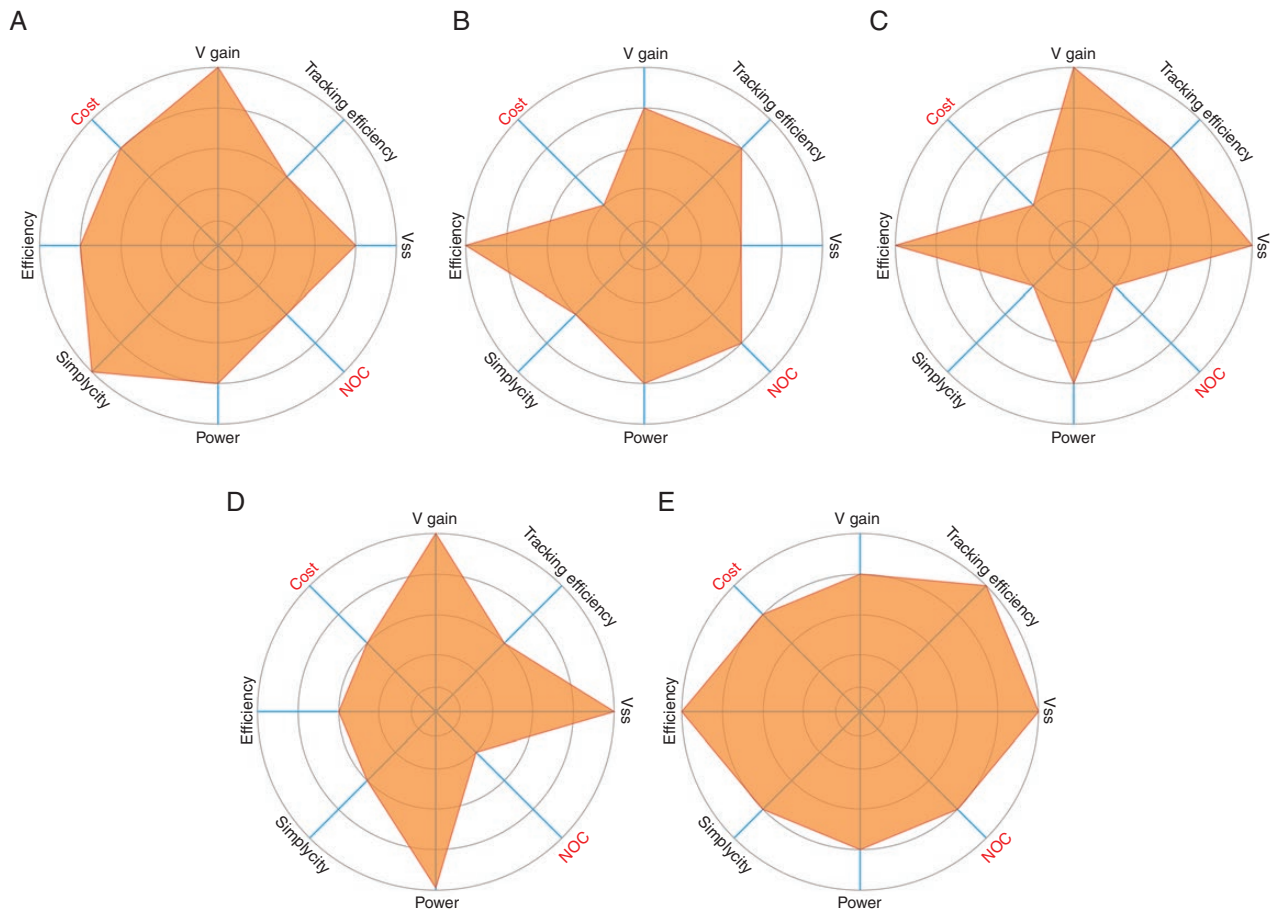 A
V gain
Tracking efficiency
Vss
NOC
Power
Simplycity
Efficiency
Cost
B
V gain
Tracking efficiency
Vss
NOC
Power
Simplycity
Efficiency
Cost
C
V gain
Tracking efficiency
Vss
NOC
Power
Simplycity
Efficiency
Cost
D
V gain
Tracking efficiency
Vss
NOC
Power
Simplycity
Efficiency
Cost
E
V gain
Tracking efficiency
Vss
NOC
Power
Simplycity
Efficiency
Cost